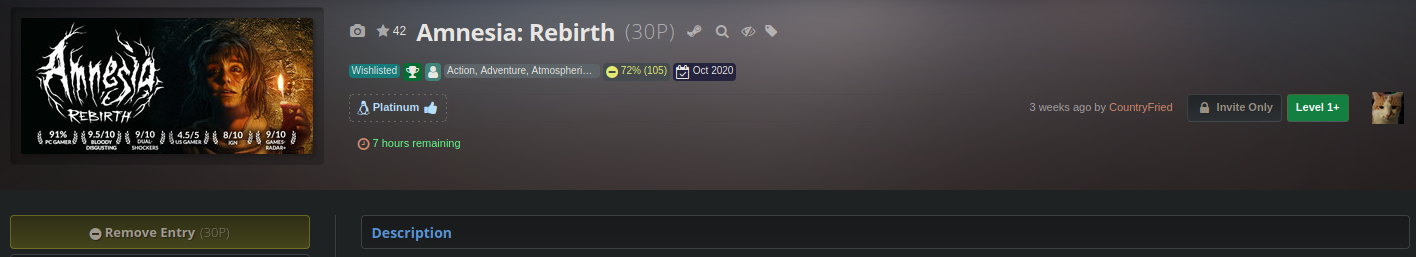 42 Amnesia: Rebirth (30P)
Wishlisted Action, Adventure, Atmospheri... 72% (105) Oct 2020
Platinum
3 weeks ago by CountryFried Invite Only Level 1+
7 hours remaining
Amnesia
REBIRTH
91% 9.5/10 9/10 4.5/5 8/10 9/10
PC GAMER BLOODY DISGUSTING DUAL-SHOCKERS US GAMER IGN GAMES-RADAR+
Remove Entry (30P)
Description